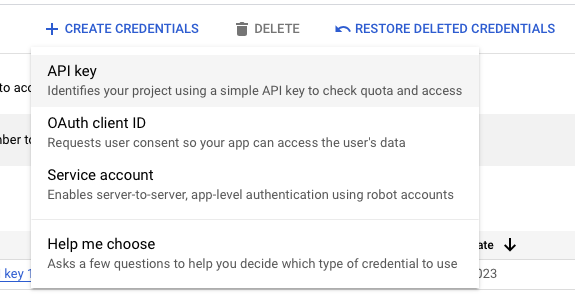 CREATE CREDENTIALS DELETE RESTORE DELETED CREDENTIALS
API key
Identifies your project using a simple API key to check quota and access
to acc
OAuth client ID
nber to
Requests user consent so your app can access the user's data
Service account
Enables server-to-server, app-level authentication using robot accounts
Help me choose
ate
Asks a few questions to help you decide which type of credential to use
key 1
023